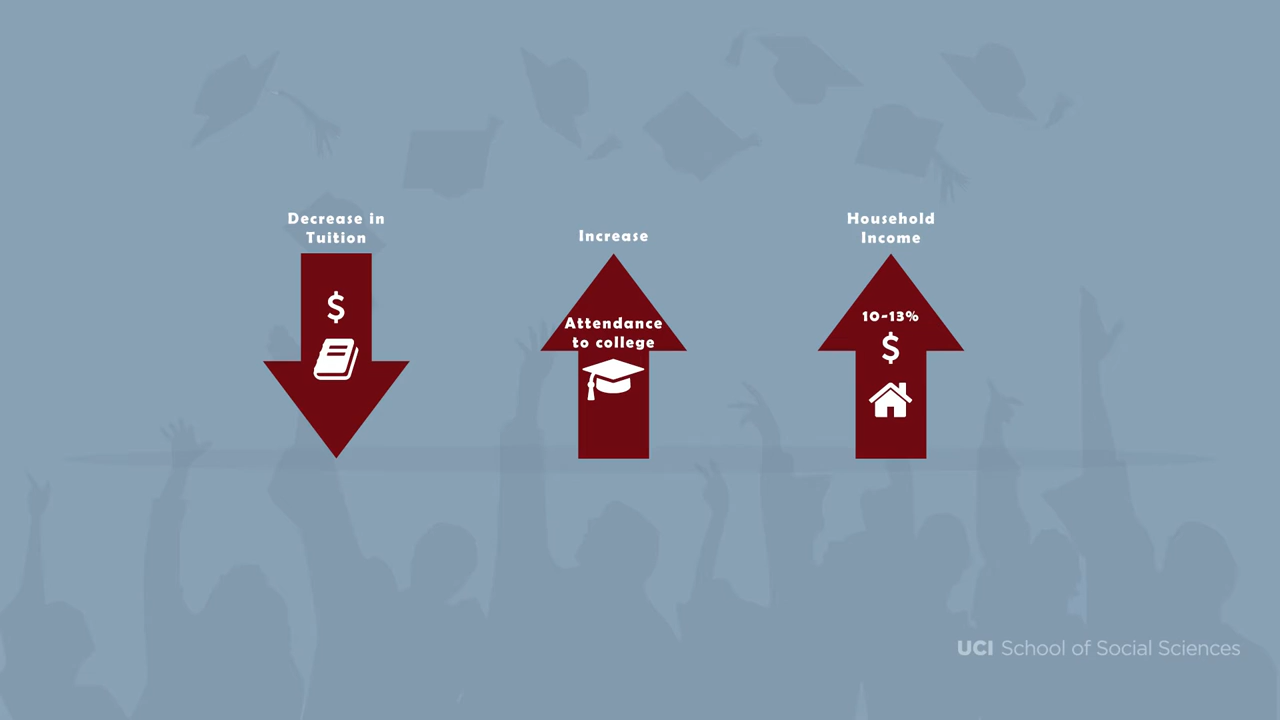 Decrease in
Tuition
$
Increase
Attendance
to college
Household
Income
10-13%
$
UCI School of Social Sciences